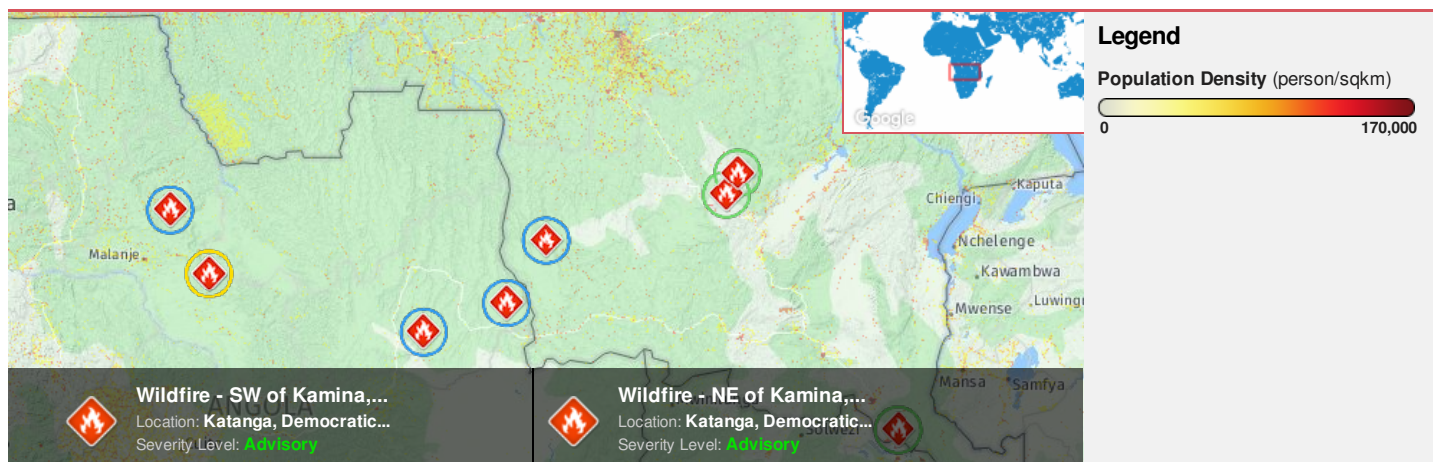 Google
Legend
Population Density (person/sqkm)
0 170,000
a
Malanje
Chiengi
Kaputa
Nchelenge
Kawambwa
Mwense
Luwingu
Mansa
Samfya
ANGOLA
Solwezi
Wildfire - SW of Kamina,...
Location: Katanga, Democratic...
Severity Level: Advisory
Wildfire - NE of Kamina,...
Location: Katanga, Democratic...
Severity Level: Advisory